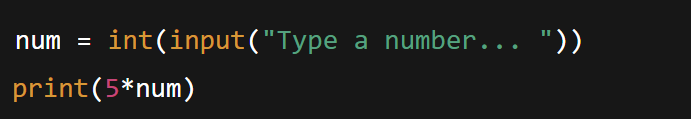 num = int(input("Type a number... "))
print(5*num)